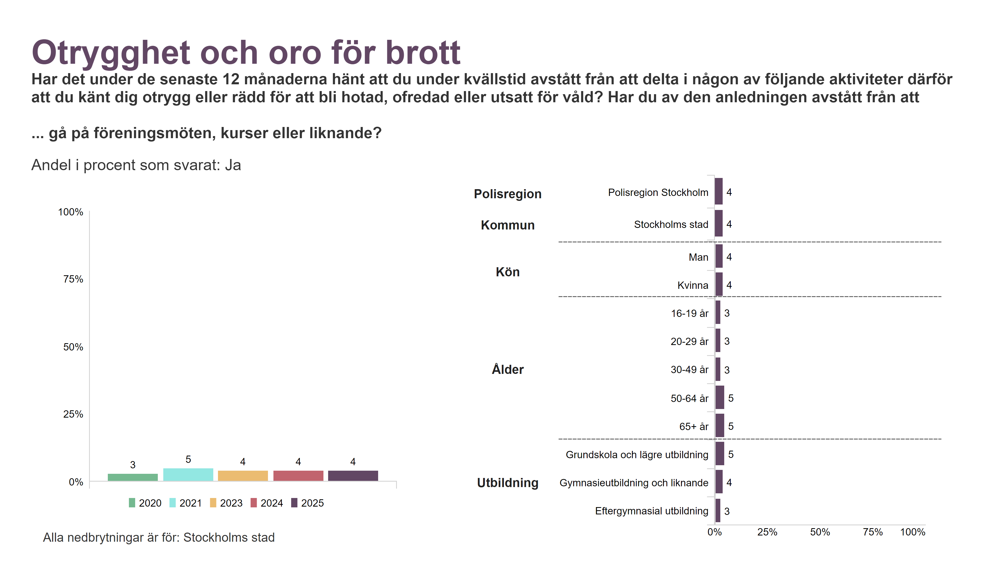 Otrygghet och oro för brott
Har det under de senaste 12 månaderna hänt att du under kvällstid avstått från att delta i någon av följande aktiviteter därför
att du känt dig otrygg eller rädd för att bli hotad, ofredad eller utsatt för våld? Har du av den anledningen avstått från att
... gå på föreningsmöten, kurser eller liknande?
Andel i procent som svarat: Ja
100%
75%
50%
25%
0%
3 5 4 4 4
2020 2021 2023 2024 2025
Alla nedbrytningar är för: Stockholms stad
Polisregion
Polisregion Stockholm 4
Kommun
Stockholms stad 4
Kön
Man 4
Kvinna 4
Ålder
16-19 år 3
20-29 år 3
30-49 år 3
50-64 år 5
65+ år 5
Utbildning
Grundskola och lägre utbildning 5
Gymnasieutbildning och liknande 4
Eftergymnasial utbildning 3
0% 25% 50% 75% 100%